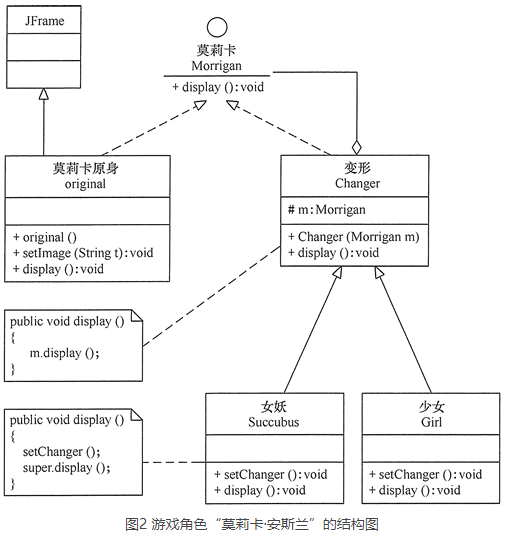 JFrame
莫莉卡
Morrigan
+ display ():void
莫莉卡原身
original
+ original ()
+ setImage (String t):void
+ display ():void
变形
Changer
# m:Morrigan
+ Changer (Morrigan m)
+ display ():void
public void display ()
{
m.display ();
}
public void display ()
{
setChanger ();
super.display ();
}
女妖
Succubus
+ setChanger ():void
+ display ():void
少女
Girl
+ setChanger ():void
+ display ():void
图2 游戏角色“莫莉卡·安斯兰”的结构图